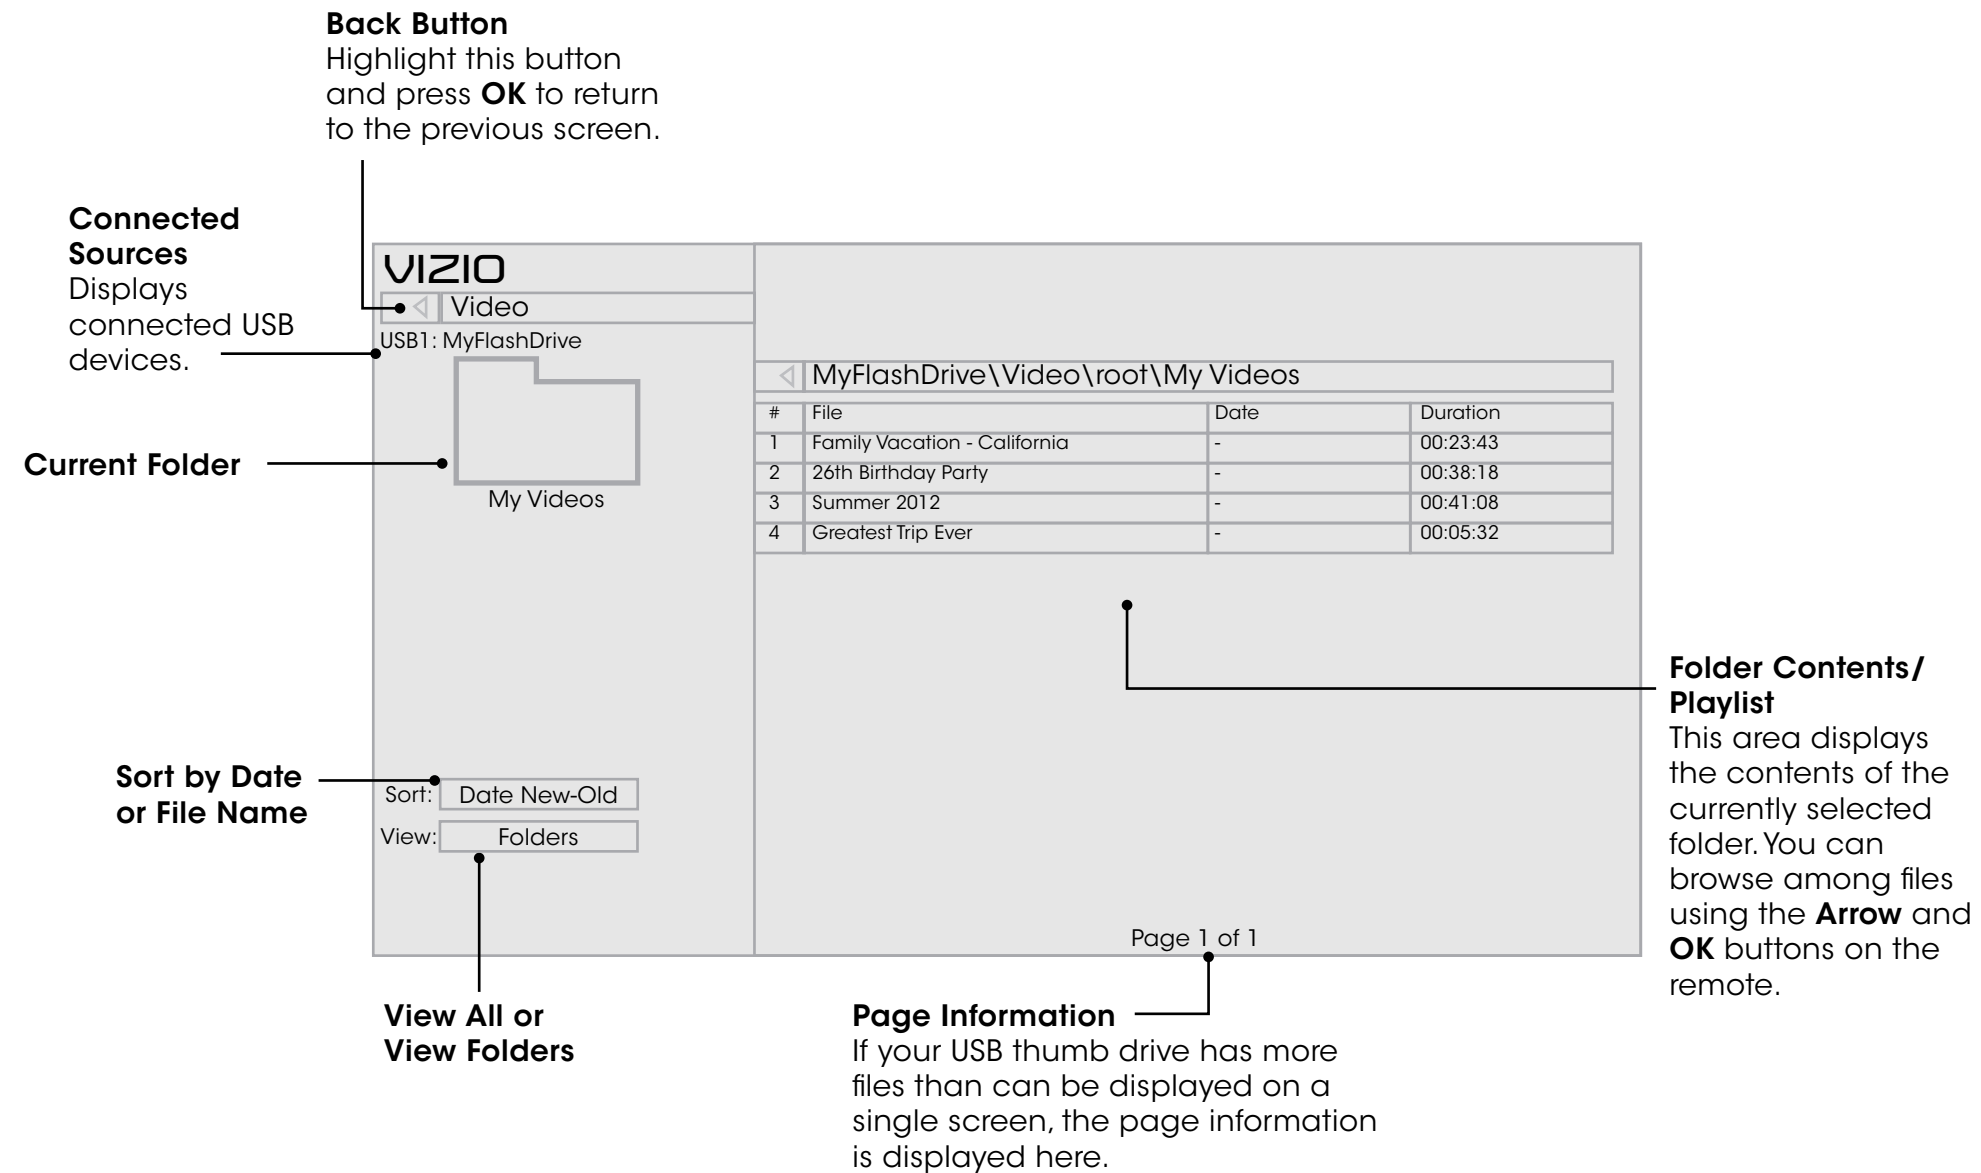 Back Button
Highlight this button
and press OK to return
to the previous screen.
Connected
Sources
Displays
connected USB
devices.
Current Folder
Sort by Date
or File Name
VIZIO
Video
USB1: MyFlashDrive
My Videos
Sort: Date New-Old
View: Folders
MyFlashDrive\Video\root\My Videos
# File Date Duration
1 Family Vacation - California - 00:23:43
2 26th Birthday Party - 00:38:18
3 Summer 2012 - 00:41:08
4 Greatest Trip Ever - 00:05:32
Page 1 of 1
Folder Contents/
Playlist
This area displays
the contents of the
currently selected
folder. You can
browse among files
using the Arrow and
OK buttons on the
remote.
View All or
View Folders
Page Information
If your USB thumb drive has more
files than can be displayed on a
single screen, the page information
is displayed here.